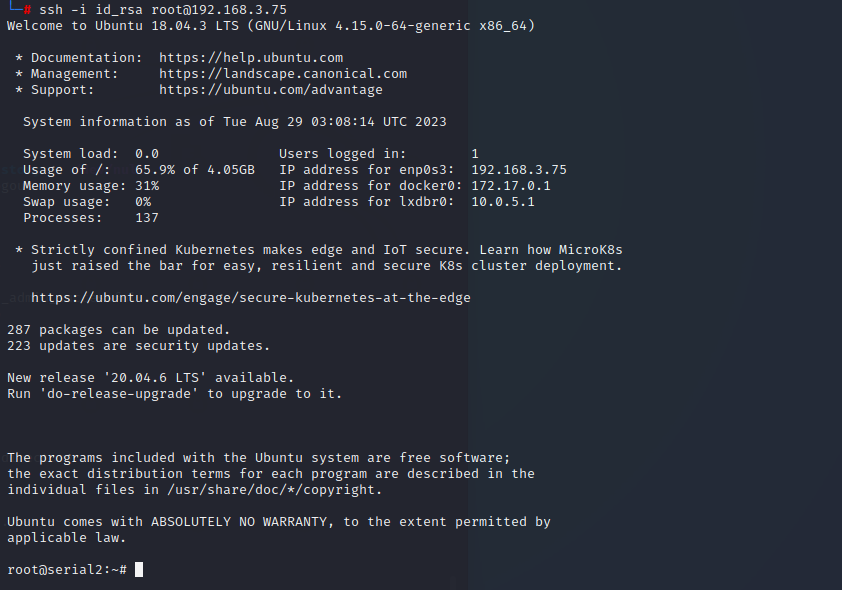 └─# ssh -i id_rsa root@192.168.3.75
Welcome to Ubuntu 18.04.3 LTS (GNU/Linux 4.15.0-64-generic x86_64)
* Documentation: https://help.ubuntu.com
* Management: https://landscape.canonical.com
* Support: https://ubuntu.com/advantage
System information as of Tue Aug 29 03:08:14 UTC 2023
System load: 0.0 Users logged in: 1
Usage of /: 65.9% of 4.05GB IP address for enp0s3: 192.168.3.75
Memory usage: 31% IP address for docker0: 172.17.0.1
Swap usage: 0% IP address for lxdbr0: 10.0.5.1
Processes: 137
* Strictly confined Kubernetes makes edge and IoT secure. Learn how MicroK8s
just raised the bar for easy, resilient and secure K8s cluster deployment.
https://ubuntu.com/engage/secure-kubernetes-at-the-edge
287 packages can be updated.
223 updates are security updates.
New release '20.04.6 LTS' available.
Run 'do-release-upgrade' to upgrade to it.
The programs included with the Ubuntu system are free software;
the exact distribution terms for each program are described in the
individual files in /usr/share/doc/*/copyright.
Ubuntu comes with ABSOLUTELY NO WARRANTY, to the extent permitted by
applicable law.
root@serial2:~#